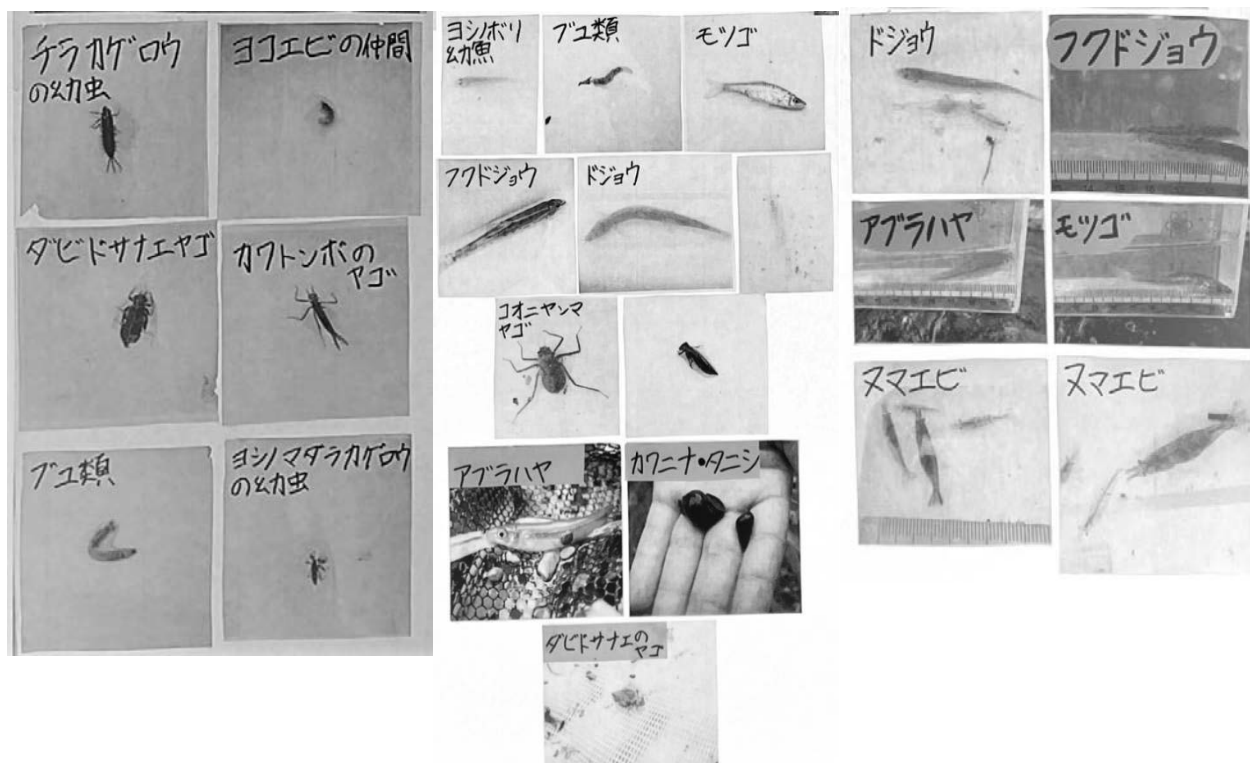 チラカゲロウ
の幼虫
ヨコエビの仲間
ダビドサナエヤゴ
カワトンボの
ヤゴ
ブユ類
ヨシノマダラカゲロウ
の幼虫
ヨシノボリ
幼魚
ブユ類
モツゴ
フクドジョウ
ドジョウ
コオニヤンマ
ヤゴ
アブラハヤ
カワニナ・タニシ
ダビドサナエの
ヤゴ
ドジョウ
フクドジョウ
アブラハヤ
モツゴ
ヌマエビ
ヌマエビ